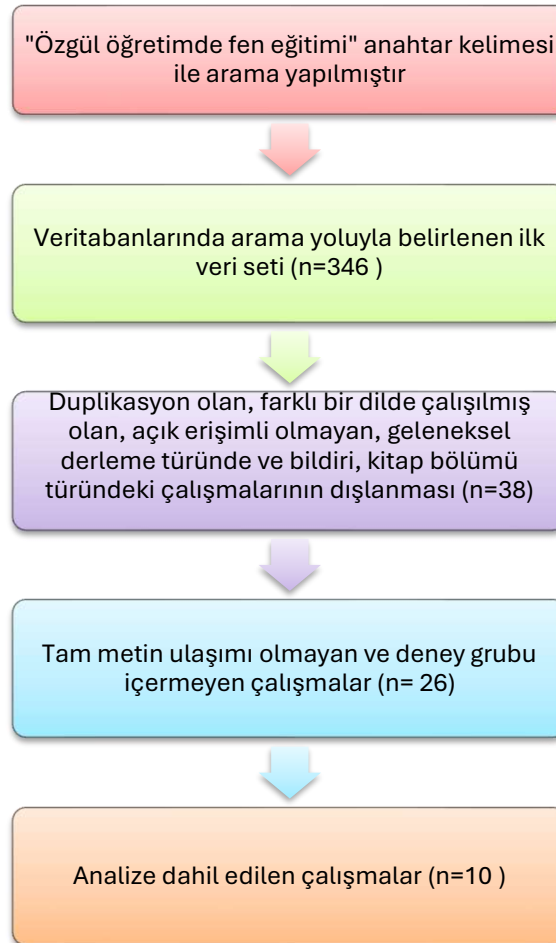 "Özgül öğretimde fen eğitimi" anahtar kelimesi
ile arama yapılmıştır
Veritabanlarında arama yoluyla belirlenen ilk
veri seti (n=346 )
Duplikasyon olan, farklı bir dilde çalışılmış
olan, açık erişimli olmayan, geleneksel
derleme türünde ve bildiri, kitap bölümü
türündeki çalışmalarının dışlanması (n=38)
Tam metin ulaşımı olmayan ve deney grubu
içermeyen çalışmalar (n= 26)
Analize dahil edilen çalışmalar (n=10 )